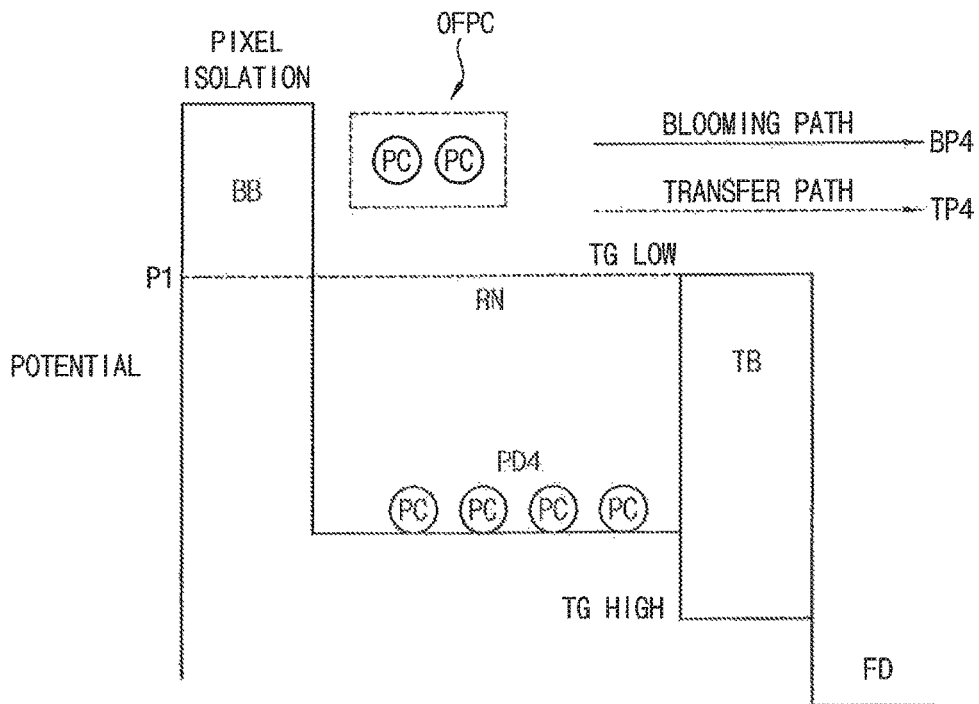 OFPC
PIXEL
ISOLATION
PC PC
BLOOMING PATH
BP4
BB
TRANSFER PATH
TP4
TG LOW
P1
RN
POTENTIAL
TB
PD4
PC PC PC PC
TG HIGH
FD